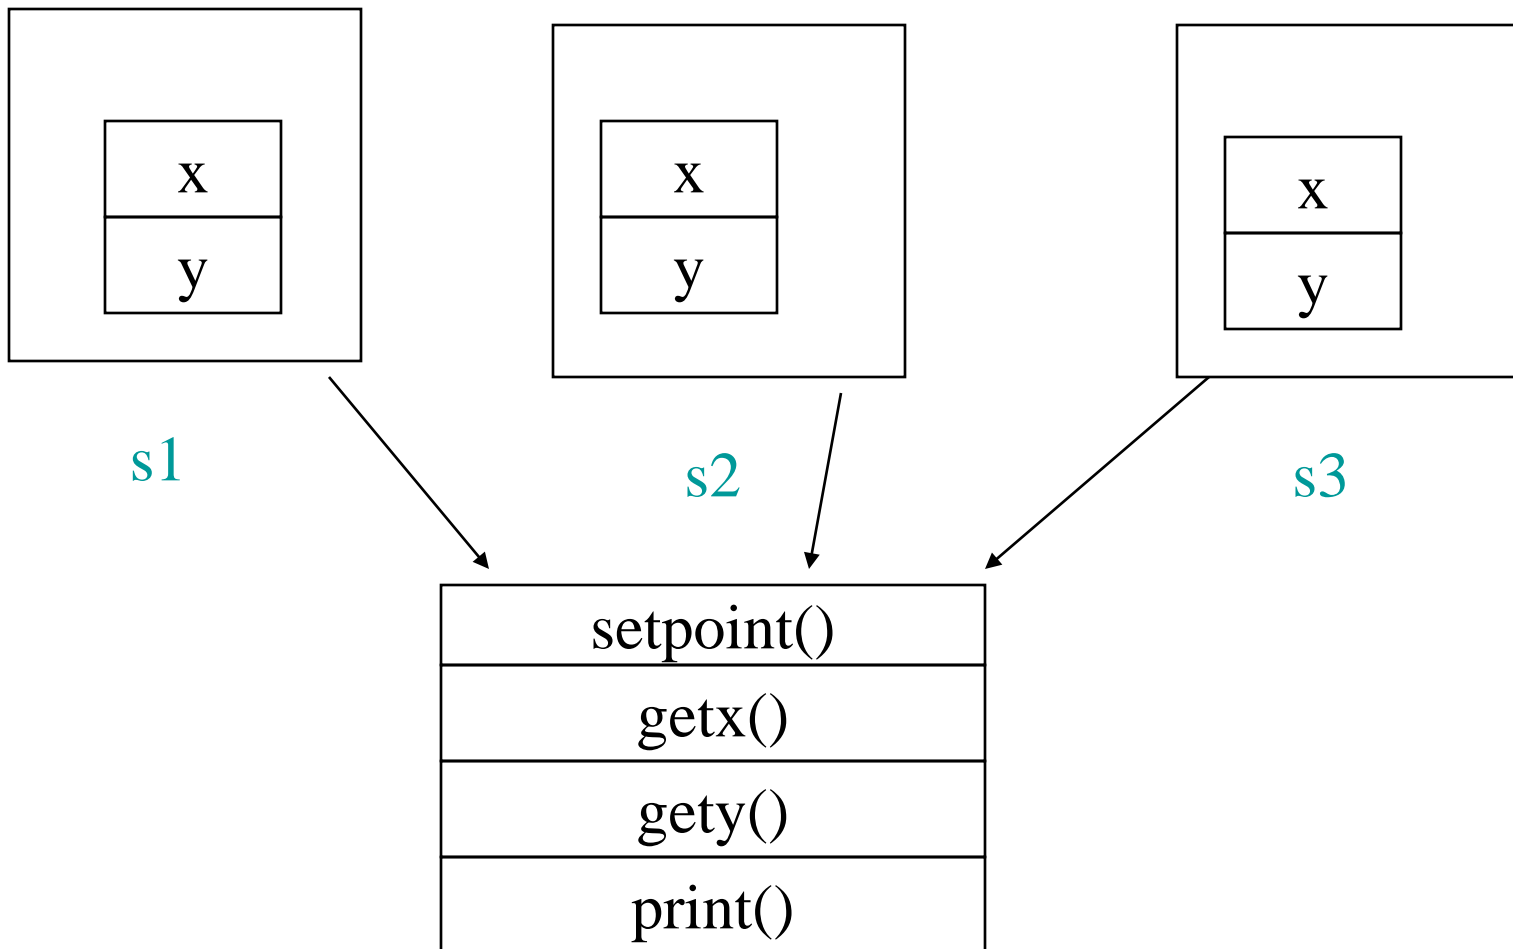 x
y
x
y
x
y
s1
s2
s3
setpoint()
getx()
gety()
print()